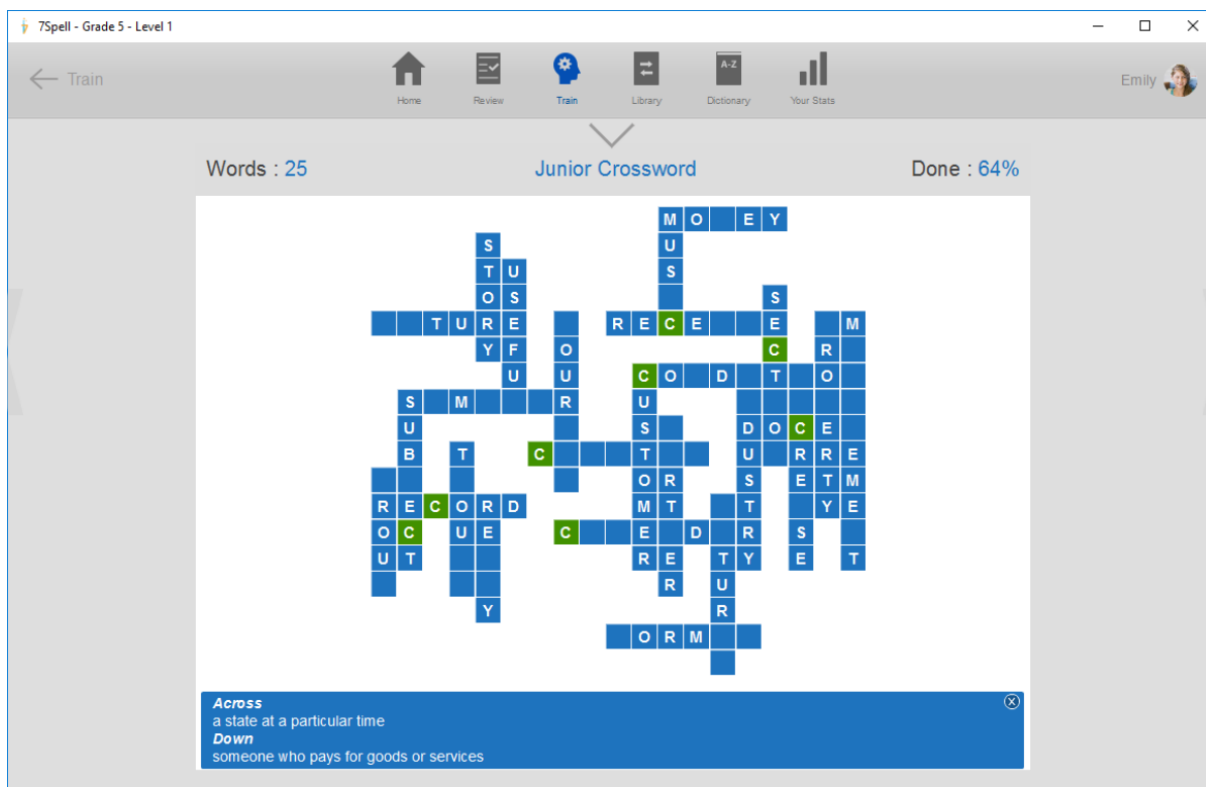 7Spell - Grade 5 - Level 1
Train
Home Review Train Library A-Z Dictionary Your Stats
Emily
Words : 25 Junior Crossword Done : 64%
M O E Y
S U
T U S
O S S
T U R E R E C E E M
Y F O C R
U U C O D T O
S M R U
U S D O C E
B T C T U R R E
O R S E T M
R E C O R D M T T Y E
O C U E C E D R S
U T R E T Y E T
R U
Y R
O R M
Across
a state at a particular time
Down
someone who pays for goods or services